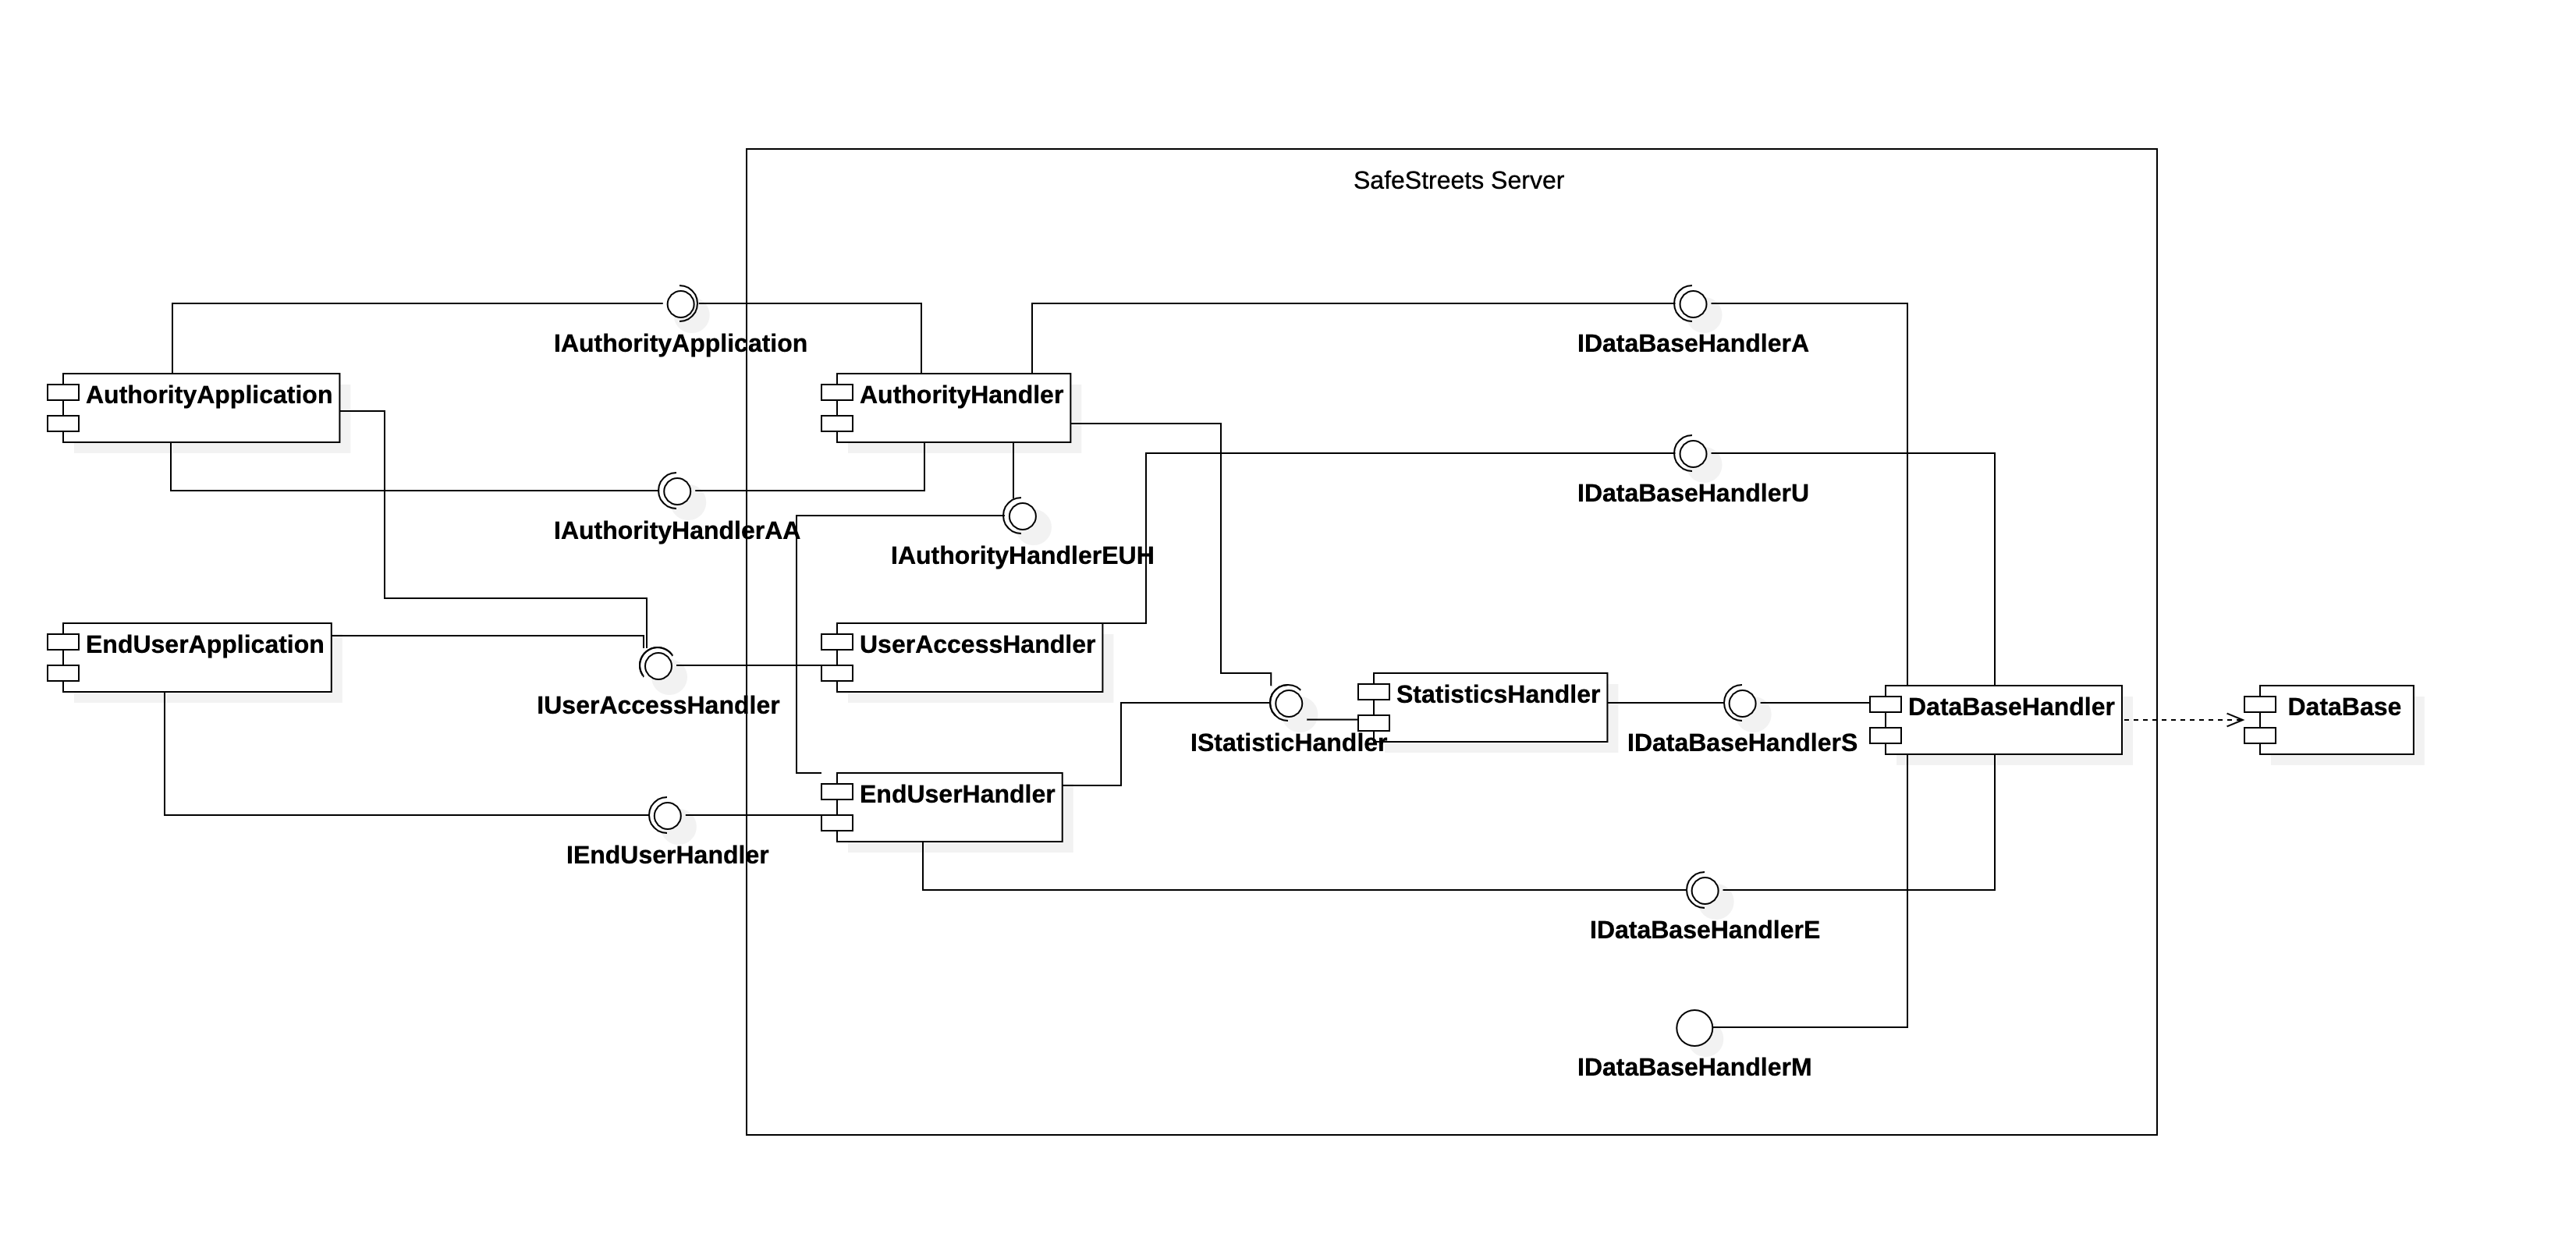 SafeStreets Server
IAuthorityApplication
IDataBaseHandlerA
AuthorityApplication
AuthorityHandler
IDataBaseHandlerU
IAuthorityHandlerAA
IAuthorityHandlerEUH
EndUserApplication
UserAccessHandler
IUserAccessHandler
StatisticsHandler
DataBaseHandler
DataBase
IStatisticHandler
IDataBaseHandlerS
EndUserHandler
IEndUserHandler
IDataBaseHandlerE
IDataBaseHandlerM